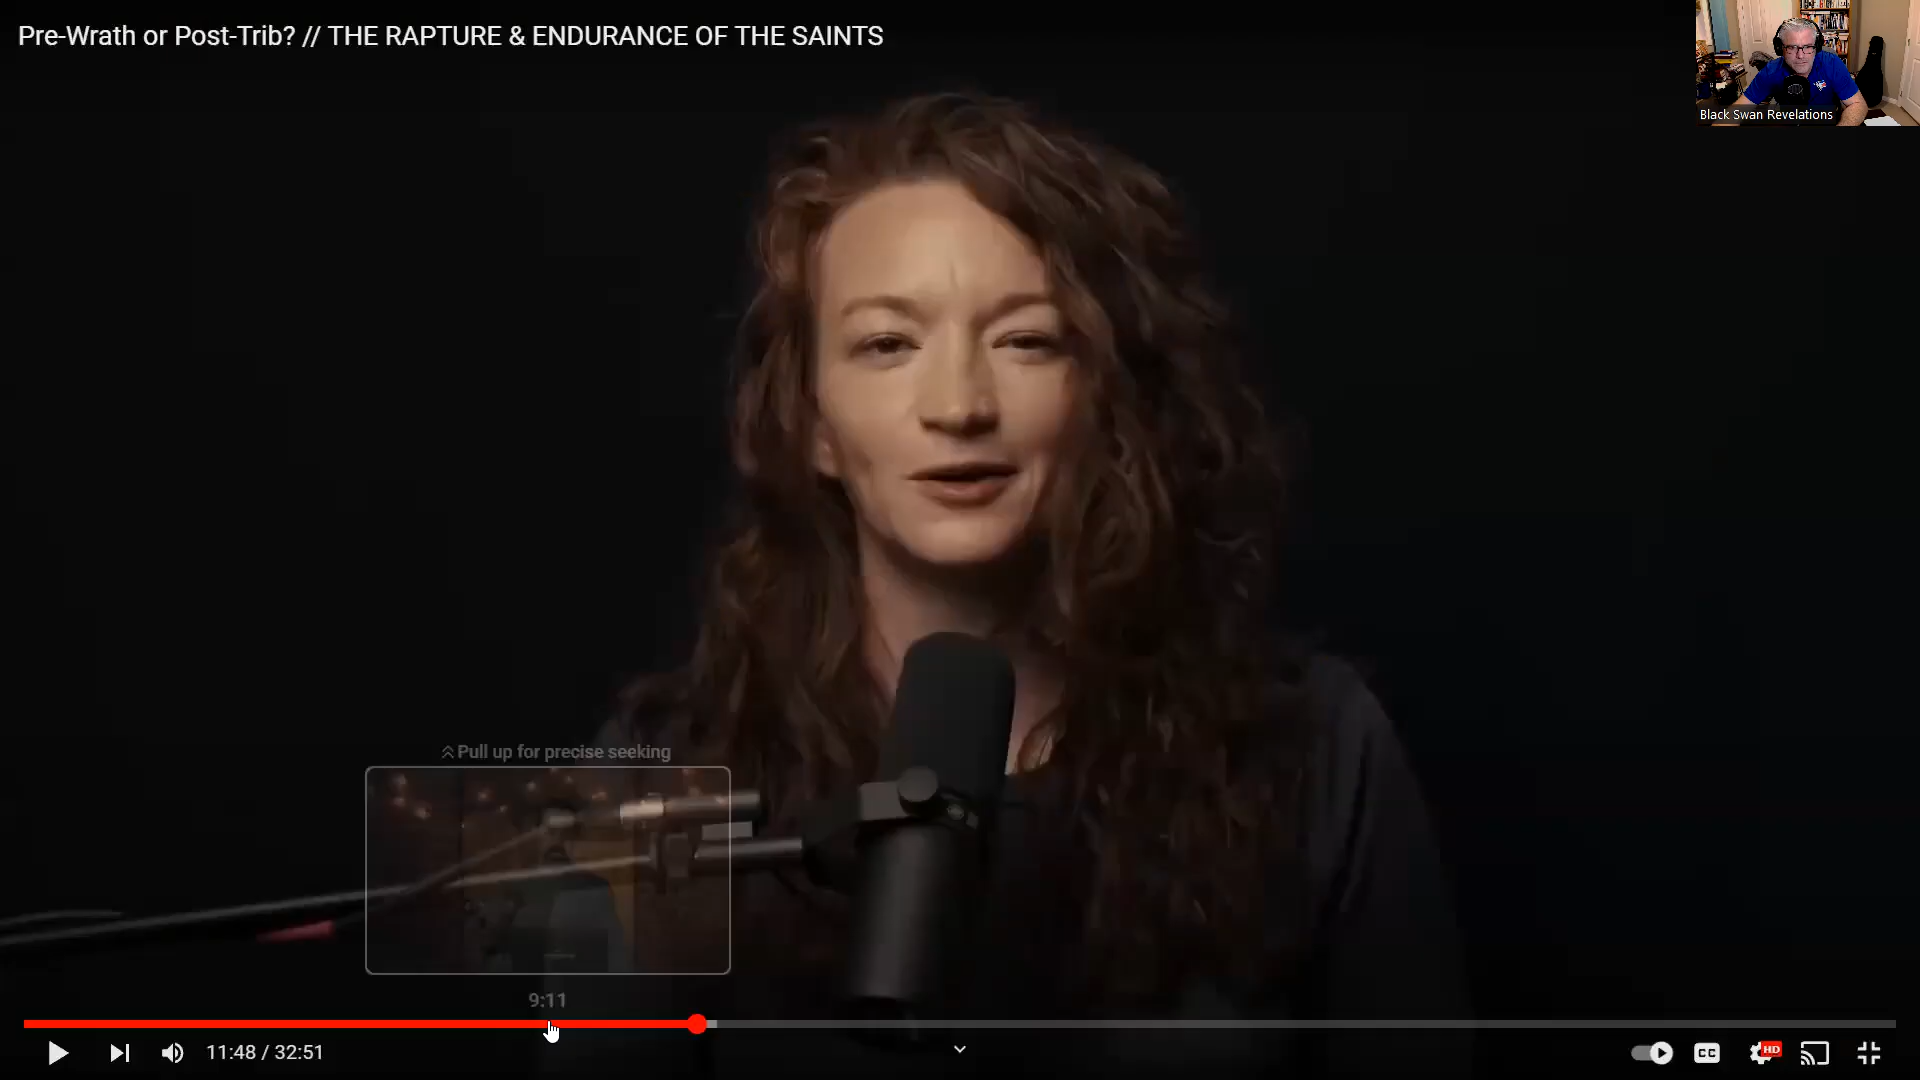 Pre-Wrath or Post-Trib? // THE RAPTURE & ENDURANCE OF THE SAINTS
Black Swan Revelations
Pull up for precise seeking
9:11
11:48 / 32:51
CC
HD